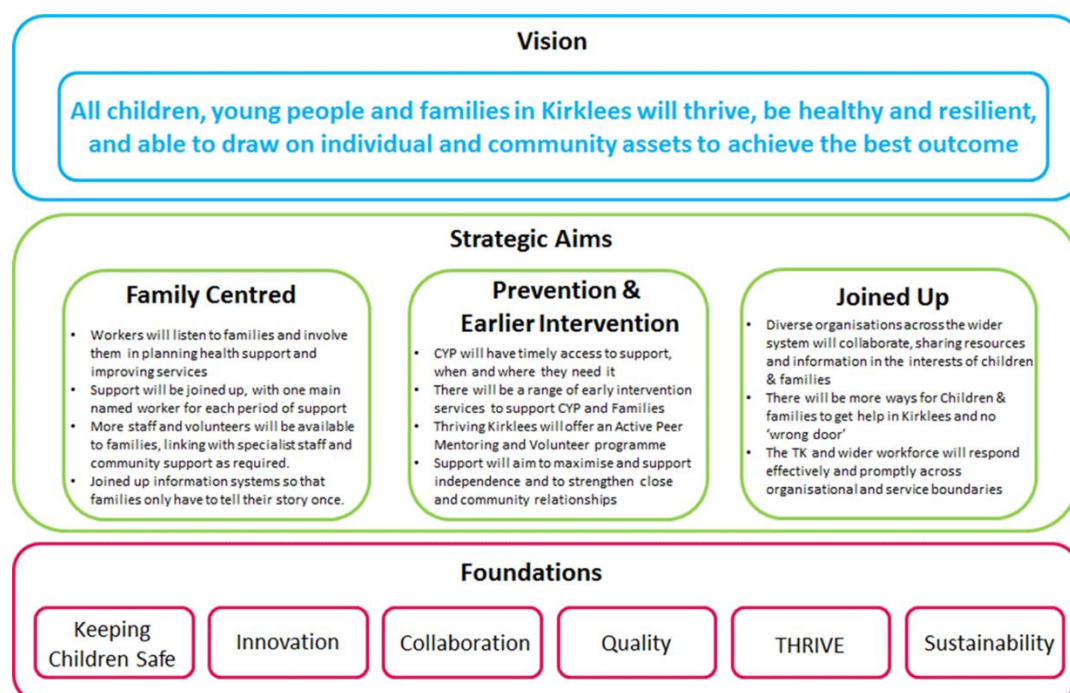 Vision
All children, young people and families in Kirklees will thrive, be healthy and resilient,
and able to draw on individual and community assets to achieve the best outcome
Strategic Aims
Family Centred
• Workers will listen to families and involve
them in planning health support and
improving services
• Support will be joined up, with one main
named worker for each period of support
• More staff and volunteers will be available
to families, linking with specialist staff and
community support as required.
• Joined up information systems so that
families only have to tell their story once.
Prevention &
Earlier Intervention
• CYP will have timely access to support,
when and where they need it
• There will be a range of early intervention
services to support CYP and Families
• Thriving Kirklees will offer an Active Peer
Mentoring and Volunteer programme
• Support will aim to maximise and support
independence and to strengthen close
and community relationships
Joined Up
• Diverse organisations across the wider
system will collaborate, sharing resources
and information in the interests of children
& families
• There will be more ways for Children &
families to get help in Kirklees and no
‘wrong door’
• The TK and wider workforce will respond
effectively and promptly across
organisational and service boundaries
Foundations
Keeping
Children Safe
Innovation
Collaboration
Quality
THRIVE
Sustainability